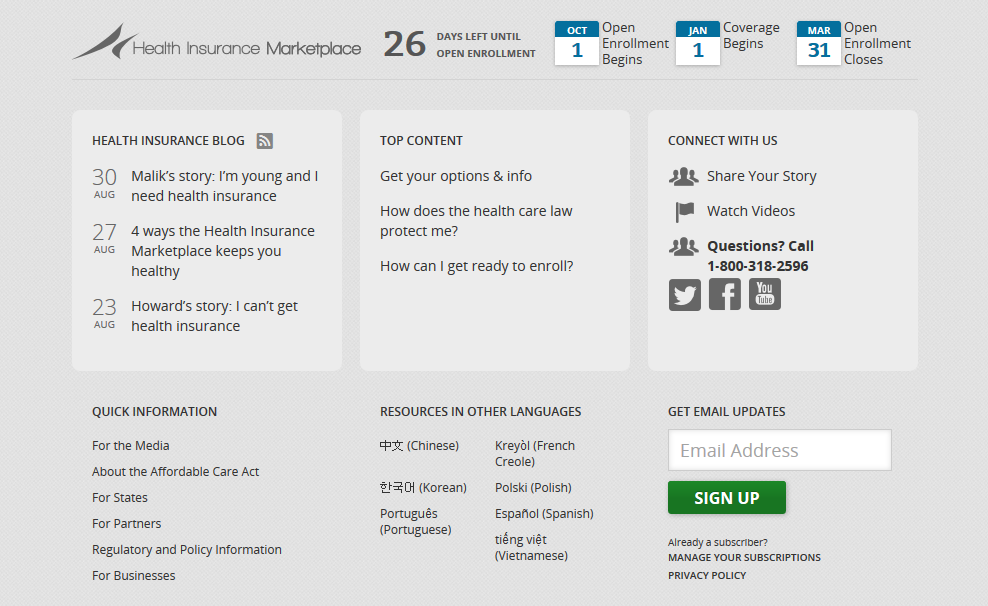 Health Insurance Marketplace
26
DAYS LEFT UNTIL
OPEN ENROLLMENT
OCT
1
Open
Enrollment
Begins
JAN
1
Coverage
Begins
MAR
31
Open
Enrollment
Closes
HEALTH INSURANCE BLOG
30
AUG
Malik's story: I'm young and I
need health insurance
27
AUG
4 ways the Health Insurance
Marketplace keeps you
healthy
23
AUG
Howard's story: I can't get
health insurance
TOP CONTENT
Get your options & info
How does the health care law
protect me?
How can I get ready to enroll?
CONNECT WITH US
Share Your Story
Watch Videos
Questions? Call
1-800-318-2596
You
Tube
QUICK INFORMATION
For the Media
About the Affordable Care Act
For States
For Partners
Regulatory and Policy Information
For Businesses
RESOURCES IN OTHER LANGUAGES
中文 (Chinese)
한국어 (Korean)
Português
(Portuguese)
Kreyòl (French
Creole)
Polski (Polish)
Español (Spanish)
tiếng việt
(Vietnamese)
GET EMAIL UPDATES
Email Address
SIGN UP
Already a subscriber?
MANAGE YOUR SUBSCRIPTIONS
PRIVACY POLICY